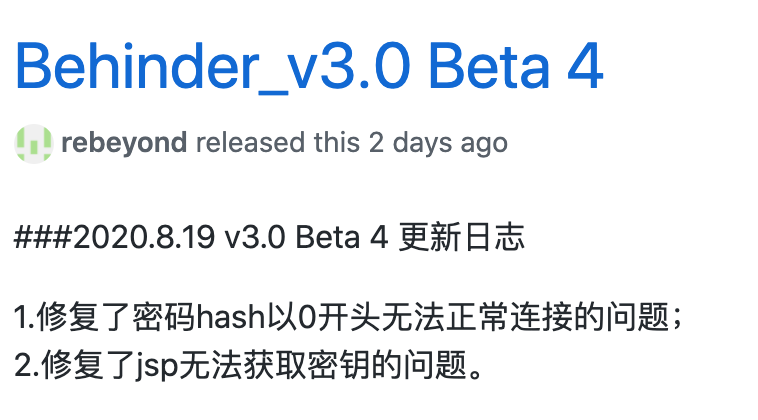 Behinder_v3.0 Beta 4
rebeyond released this 2 days ago
###2020.8.19 v3.0 Beta 4 更新日志
1.修复了密码hash以0开头无法正常连接的问题；
2.修复了jsp无法获取密钥的问题。